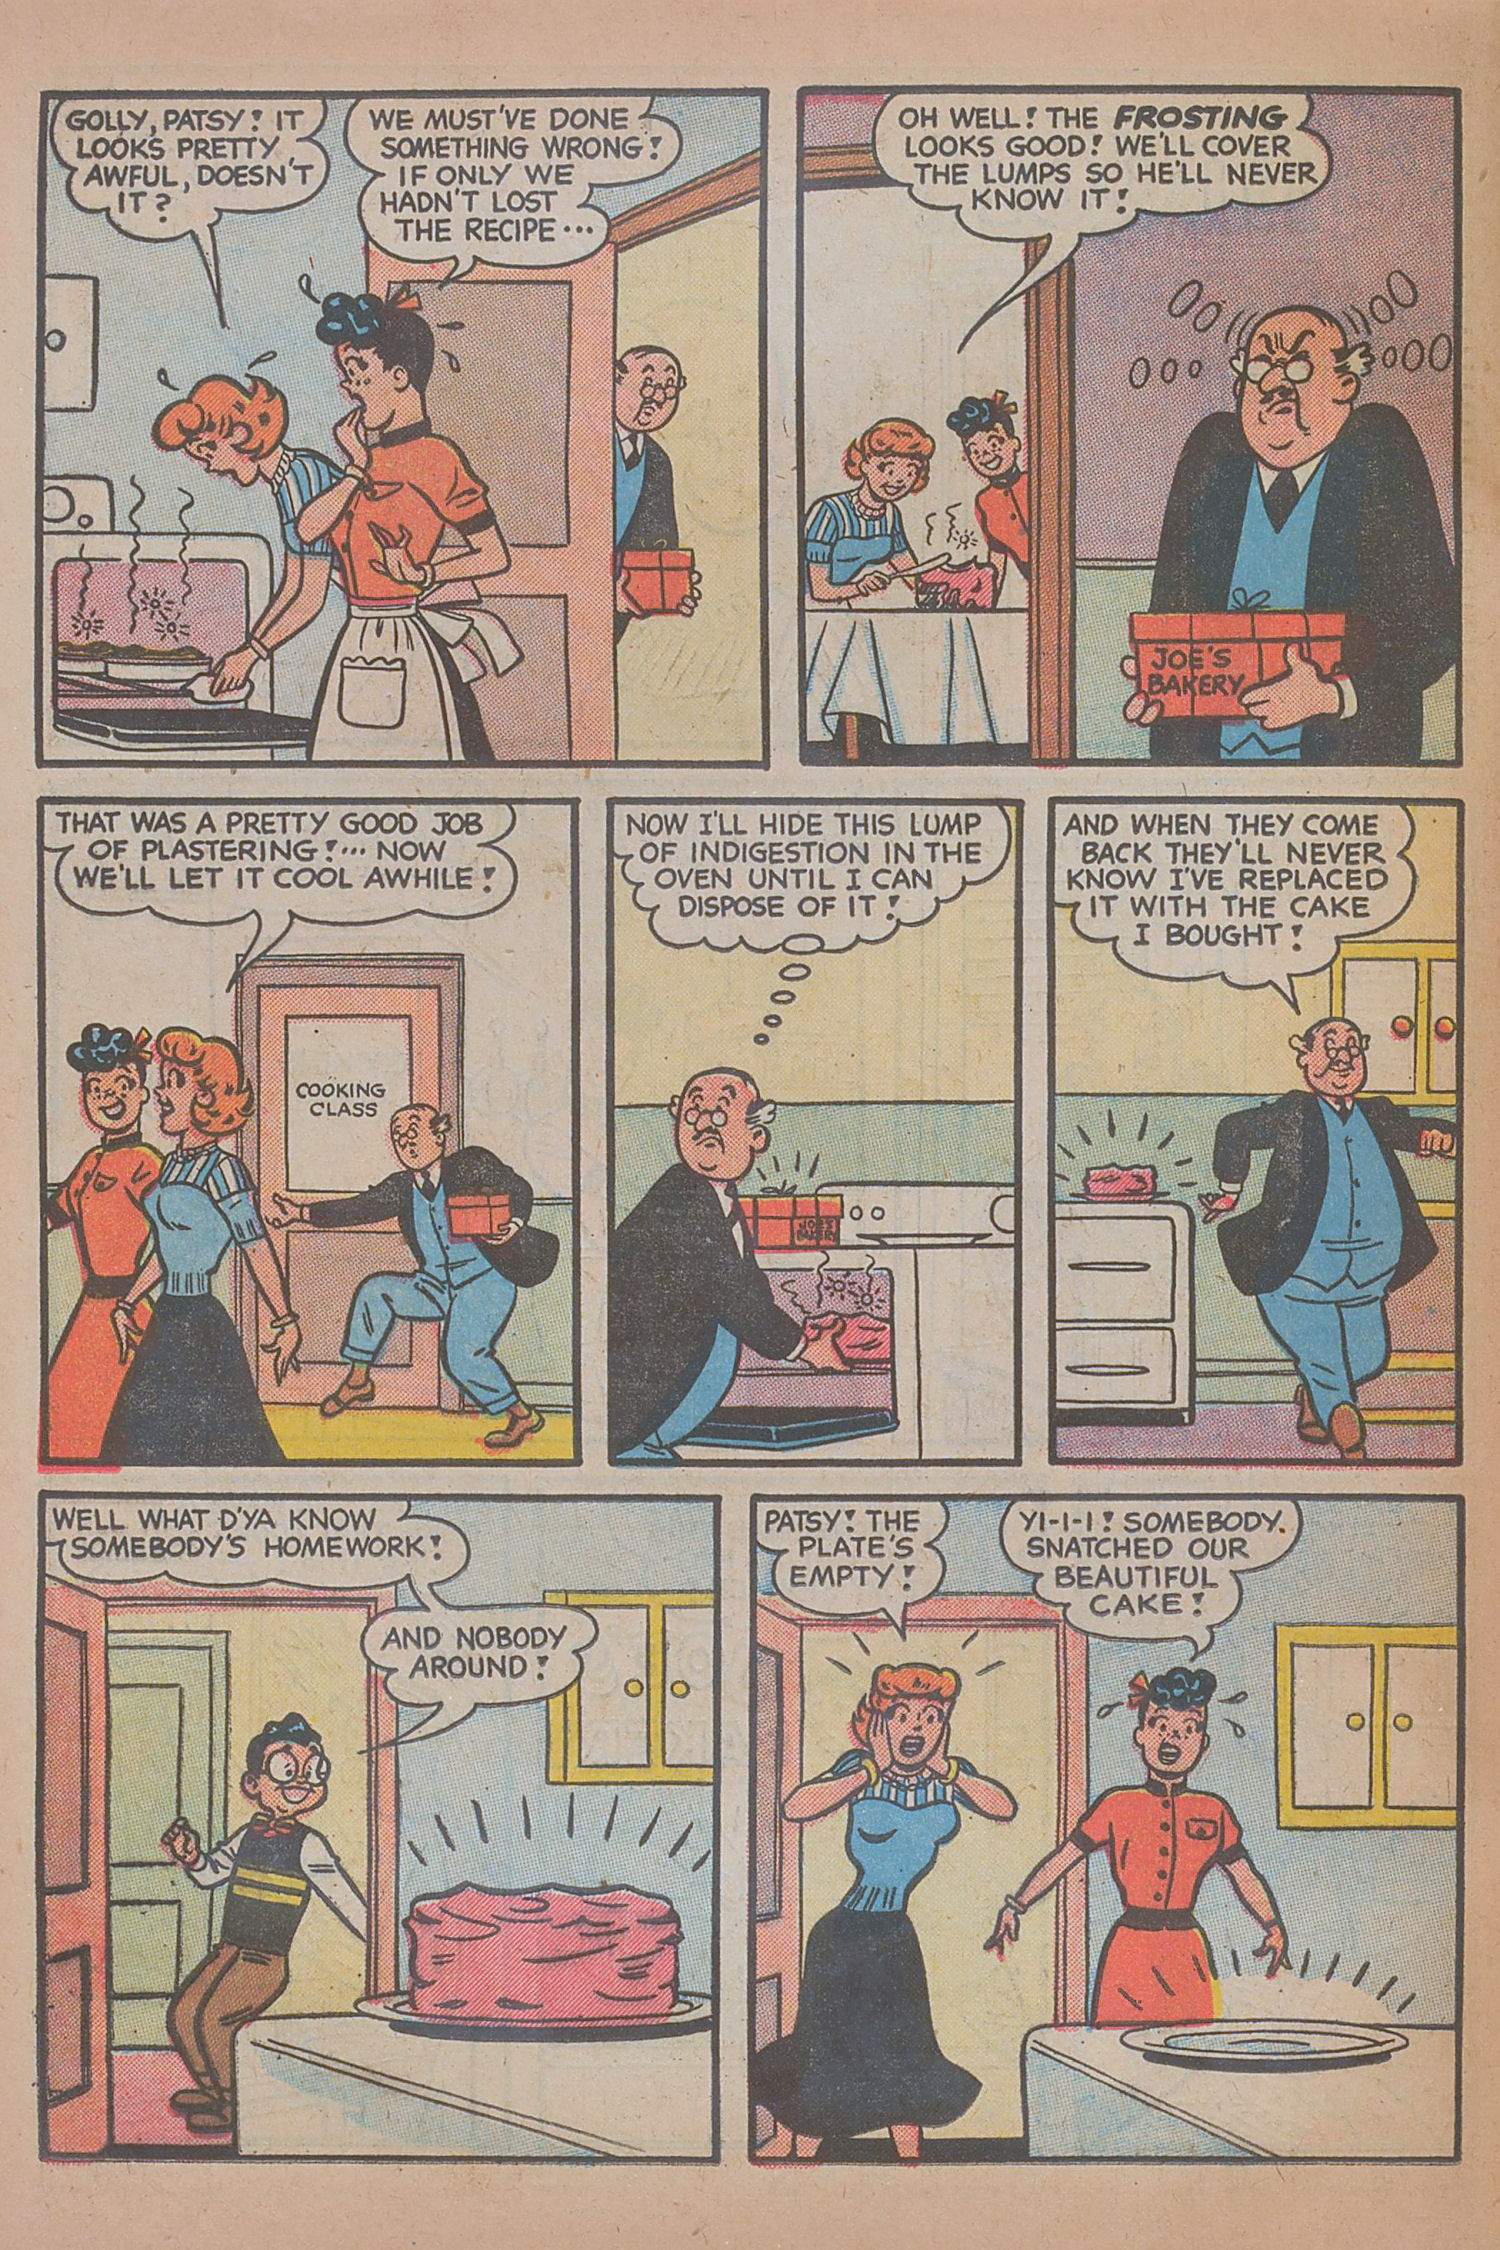 GOLLY, PATSY! IT
LOOKS PRETTY
AWFUL, DOESN'T
IT?
WE MUST'VE DONE
SOMETHING WRONG!
IF ONLY WE
HADN'T LOST
THE RECIPE...
OH WELL! THE FROSTING
LOOKS GOOD! WE'LL COVER
THE LUMPS SO HE'LL NEVER
KNOW IT!
JOE'S
BAKERY
THAT WAS A PRETTY GOOD JOB
OF PLASTERING!... NOW
WE'LL LET IT COOL AWHILE!
COOKING
CLASS
NOW I'LL HIDE THIS LUMP
OF INDIGESTION IN THE
OVEN UNTIL I CAN
DISPOSE OF IT!
JOE'S
BAKERY
AND WHEN THEY COME
BACK THEY'LL NEVER
KNOW I'VE REPLACED
IT WITH THE CAKE
I BOUGHT!
WELL WHAT D'YA KNOW
SOMEBODY'S HOMEWORK!
AND NOBODY
AROUND!
PATSY! THE
PLATE'S
EMPTY!
YI-I-I! SOMEBODY
SNATCHED OUR
BEAUTIFUL
CAKE!